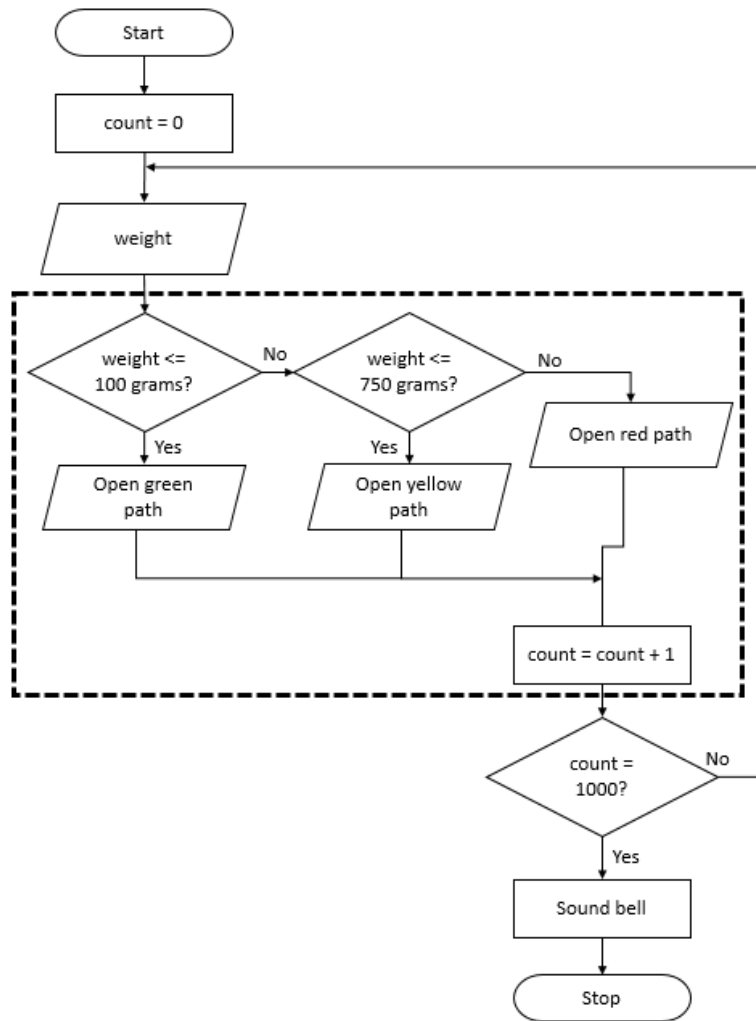 Start
count = 0
weight
weight <=
100 grams?
No
weight <=
750 grams?
No
Yes
Open green
path
Yes
Open yellow
path
Open red path
count = count + 1
count =
1000?
No
Yes
Sound bell
Stop